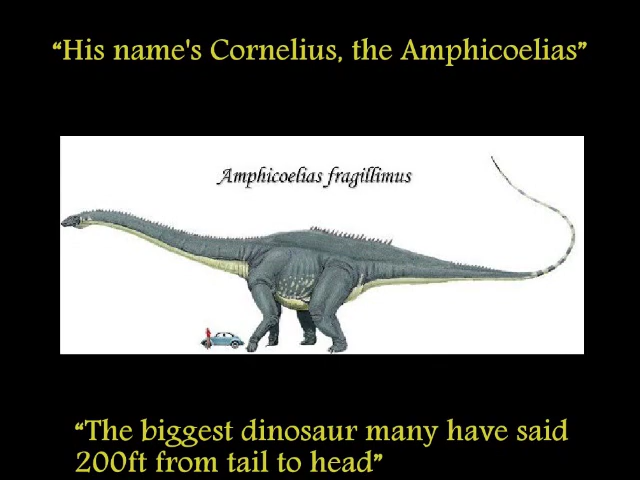 “His name's Cornelius, the Amphicoelias”
Amphicoelias fragillimus
“The biggest dinosaur many have said
200ft from tail to head”